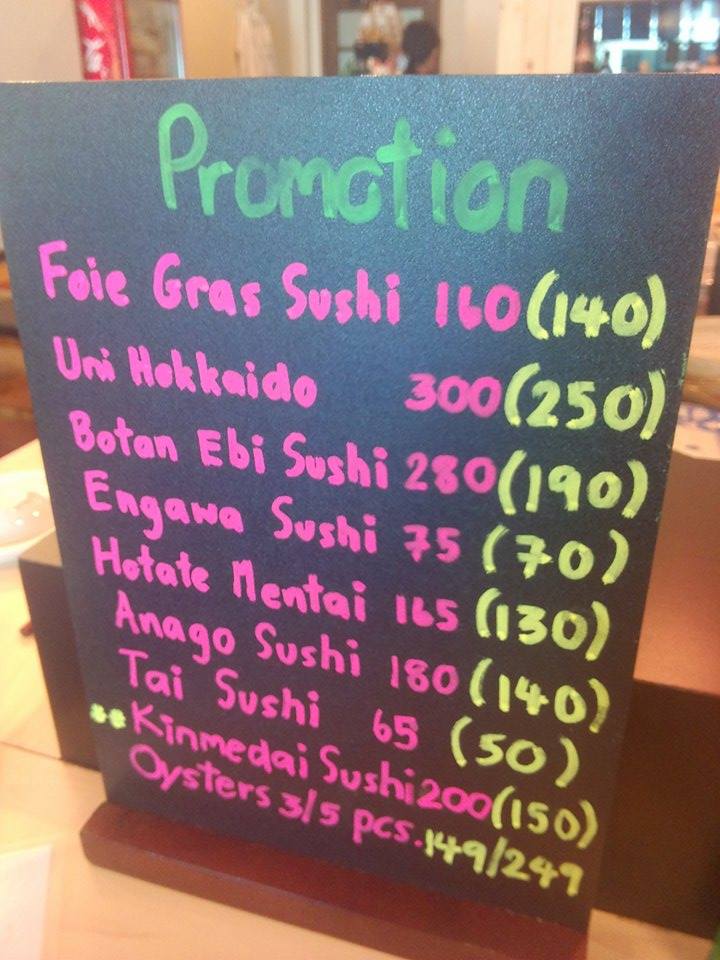 Promotion
Foie Gras Sushi 160 (140)
Uni Hokkaido 300 (250)
Botan Ebi Sushi 280 (190)
Engawa Sushi 75 (70)
Hotate Mentai 165 (130)
Anago Sushi 180 (140)
Tai Sushi 65 (50)
**Kinmedai Sushi 200 (150)
Oysters 3/5 pcs. 149/249